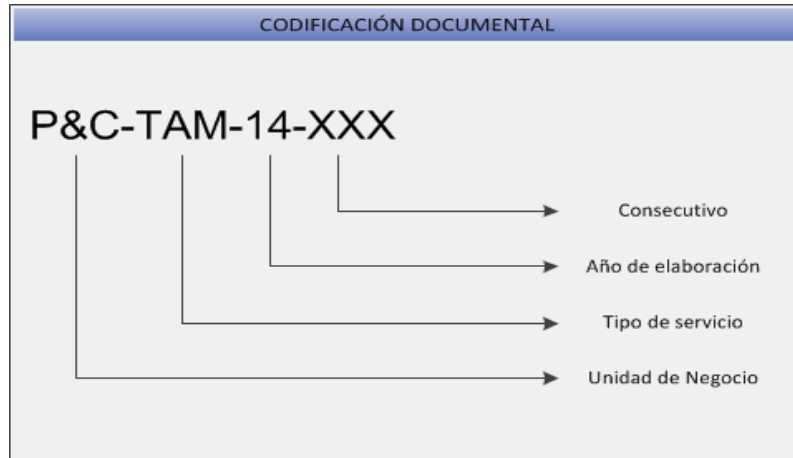 CODIFICACIÓN DOCUMENTAL
P&C-TAM-14-XXX
Consecutivo
Año de elaboración
Tipo de servicio
Unidad de Negocio